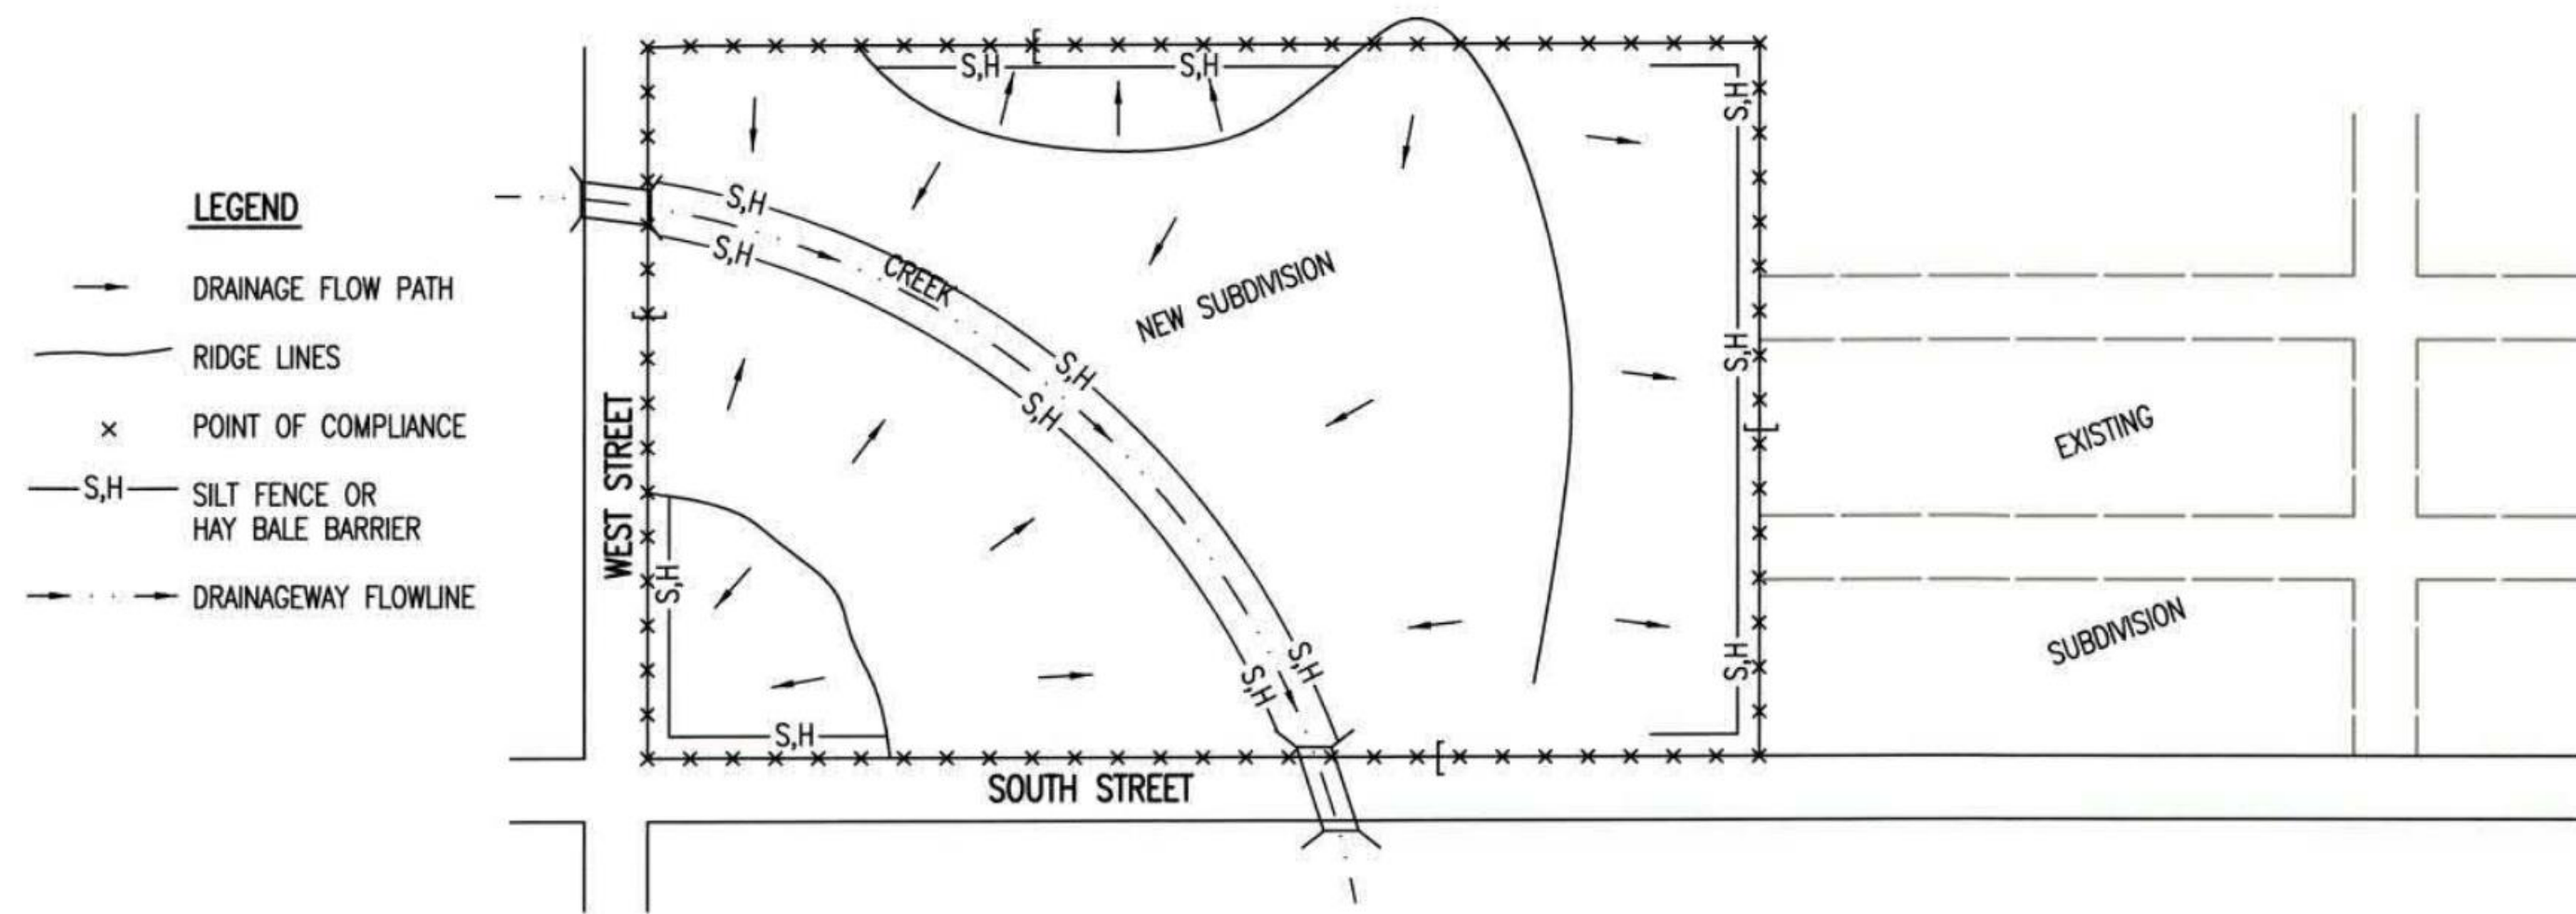 LEGEND
DRAINAGE FLOW PATH
RIDGE LINES
× POINT OF COMPLIANCE
S,H SILT FENCE OR
HAY BALE BARRIER
DRAINAGEWAY FLOWLINE
S,H
S,H
S,H
S,H
S,H
CREEK
NEW SUBDIVISION
S,H
S,H
S,H
WEST STREET
EXISTING
S,H
SUBDIVISION
S,H
S,H
S,H
S,H
SOUTH STREET